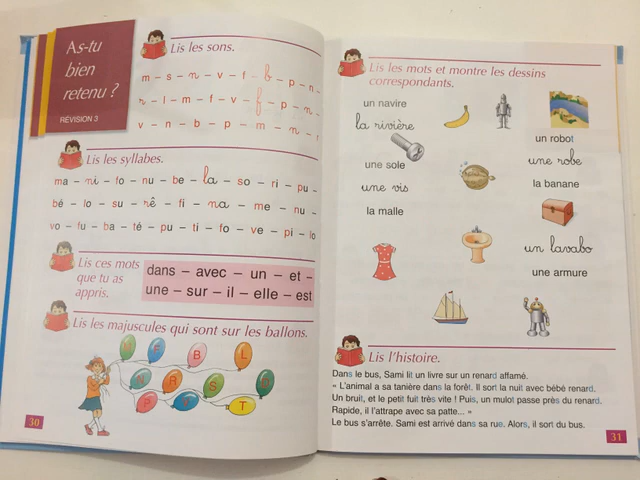 As-tu
bien
retenu ?
RÉVISION 3
Lis les sons.
m – s – n – v – f – b – p – n –
r – l – m – f – v – f – p – n –
v – n – b – p – m – n – r
Lis les syllabes.
ma – ni – fo – nu – be – la – so – ri – pu –
bé – lo – su – rê – fi – na – me – nu –
vo – fu – ba – té – pu – ti – fo – ve – pi – lo
Lis ces mots
que tu as
appris.
dans – avec – un – et –
une – sur – il – elle – est
Lis les majuscules qui sont sur les ballons.
F B L
R S
P T
30
Lis les mots et montre les dessins
correspondants.
un navire
la rivière
une sole
une vis
la malle
un robot
une robe
la banane
un lavabo
une armure
Lis l'histoire.
Dans le bus, Sami lit un livre sur un renard affamé.
« L'animal a sa tanière dans la forêt. Il sort la nuit avec bébé renard.
Un bruit, et le petit fuit très vite ! Puis, un mulot passe près du renard.
Rapide, il l'attrape avec sa patte... »
Le bus s'arrête. Sami est arrivé dans sa rue. Alors, il sort du bus.
31